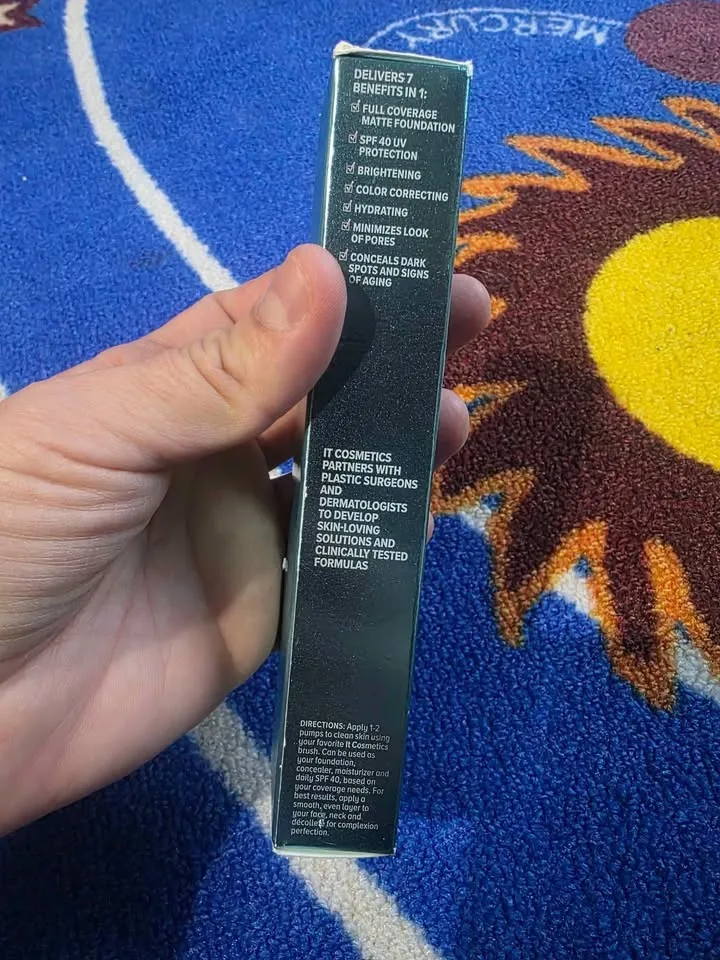 MERCURY
DELIVERS 7
BENEFITS IN 1:
FULL COVERAGE
MATTE FOUNDATION
SPF 40 UV
PROTECTION
BRIGHTENING
COLOR CORRECTING
HYDRATING
MINIMIZES LOOK
OF PORES
CONCEALS DARK
SPOTS AND SIGNS
OF AGING
IT COSMETICS
PARTNERS WITH
PLASTIC SURGEONS
AND
DERMATOLOGISTS
TO DEVELOP
SKIN-LOVING
SOLUTIONS AND
CLINICALLY TESTED
FORMULAS
DIRECTIONS: Apply 1-2
pumps to clean skin using
your favorite It Cosmetics
brush. Can be used as
your foundation,
concealer, moisturizer and
daily SPF 40, based on
your coverage needs. For
best results, apply a
smooth, even layer to
your face, neck and
décolleté for complexion
perfection.